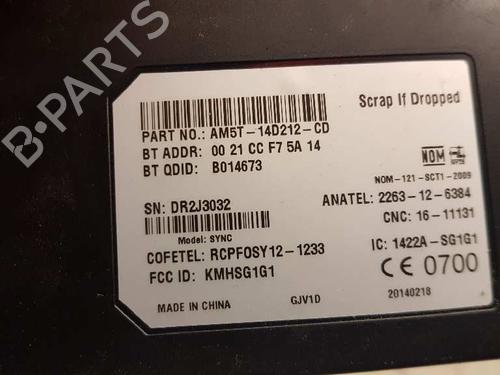 B-PARTS
Scrap If Dropped
PART NO.: AM5T-14D212-CD
BT ADDR: 00 21 CC F7 5A 14
BT QDID: B014673
NOM
NOM-121-SCT1-2009
SN: DR2J3032
ANATEL: 2263-12-6384
Model: SYNC
CNC: 16-11131
COFETEL: RCPFOSY12-1233
IC: 1422A-SG1G1
FCC ID: KMHSG1G1
CE 0700
MADE IN CHINA
GJV1D
20140218